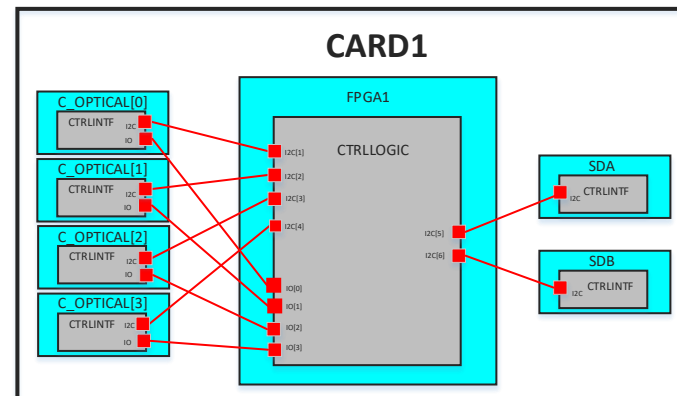 CARD1
C_OPTICAL[0]
CTRLINTF
I2C
IO
C_OPTICAL[1]
CTRLINTF
I2C
IO
C_OPTICAL[2]
CTRLINTF
I2C
IO
C_OPTICAL[3]
CTRLINTF
I2C
IO
FPGA1
CTRLLOGIC
I2C[1]
I2C[2]
I2C[3]
I2C[4]
IO[0]
IO[1]
IO[2]
IO[3]
I2C[5]
I2C[6]
SDA
CTRLINTF
I2C
SDB
CTRLINTF
I2C